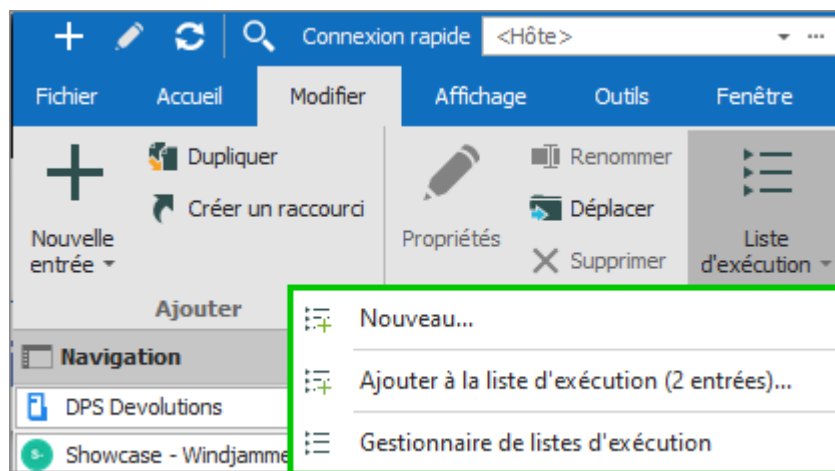 Connexion rapide <Hôte>
Fichier Accueil Modifier Affichage Outils Fenêtre
Nouvelle
entrée
Dupliquer
Créer un raccourci
Ajouter
Propriétés
Renommer
Déplacer
Supprimer
Liste
d'exécution
Nouveau...
Ajouter à la liste d'exécution (2 entrées)...
Gestionnaire de listes d'exécution
Navigation
DPS Devolutions
S-
Showcase - Windjamme